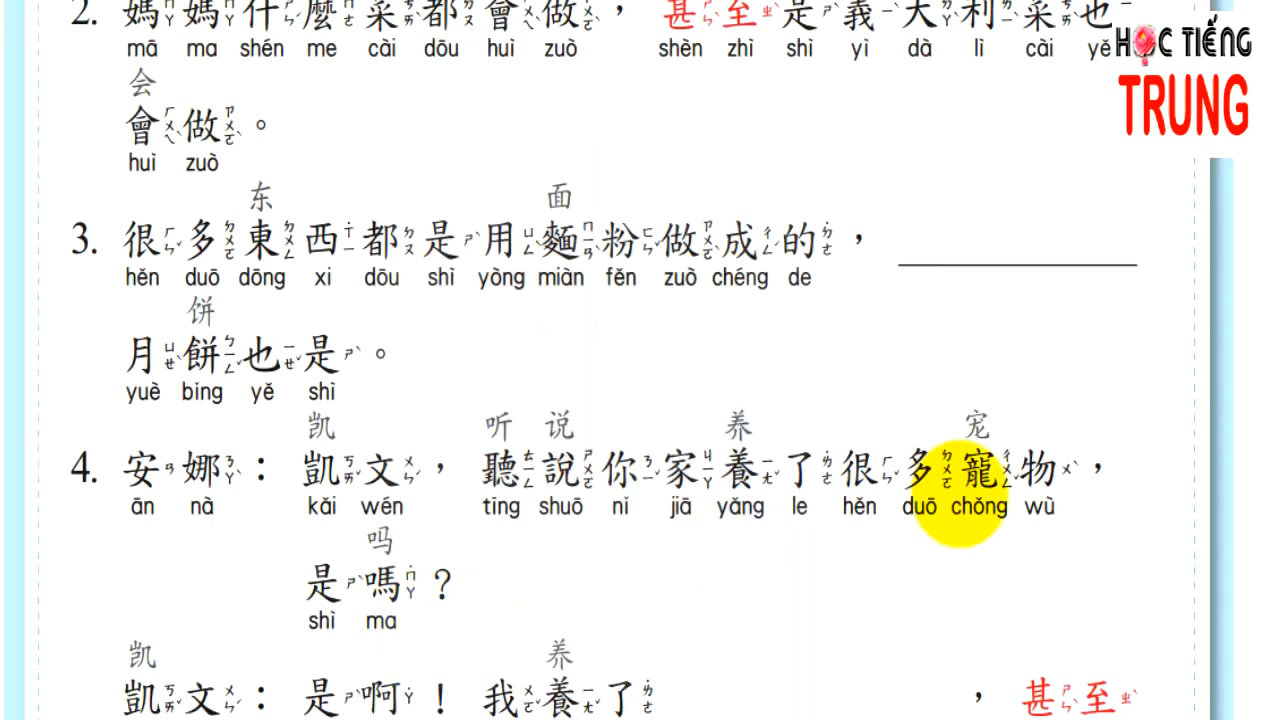 2. 媽媽什麼菜都會做，甚至是義大利菜也
mā ma shén me cài dōu huì zuò shèn zhì shì yì dà lì cài yě
HỌC TIẾNG
TRUNG
会
會做。
huì zuò
东 面
3. 很多東西都是用麵粉做成的，
hěn duō dōng xi dōu shì yòng miàn fěn zuò chéng de
饼
月餅也是。
yuè bǐng yě shì
凯 听 说 养 宠
4. 安娜：凱文，聽說你家養了很多寵物，
ān nà kǎi wén tīng shuō nǐ jiā yǎng le hěn duō chǒng wù
吗
是嗎？
shì ma
凯 养
凱文：是啊！我養了 ，甚至